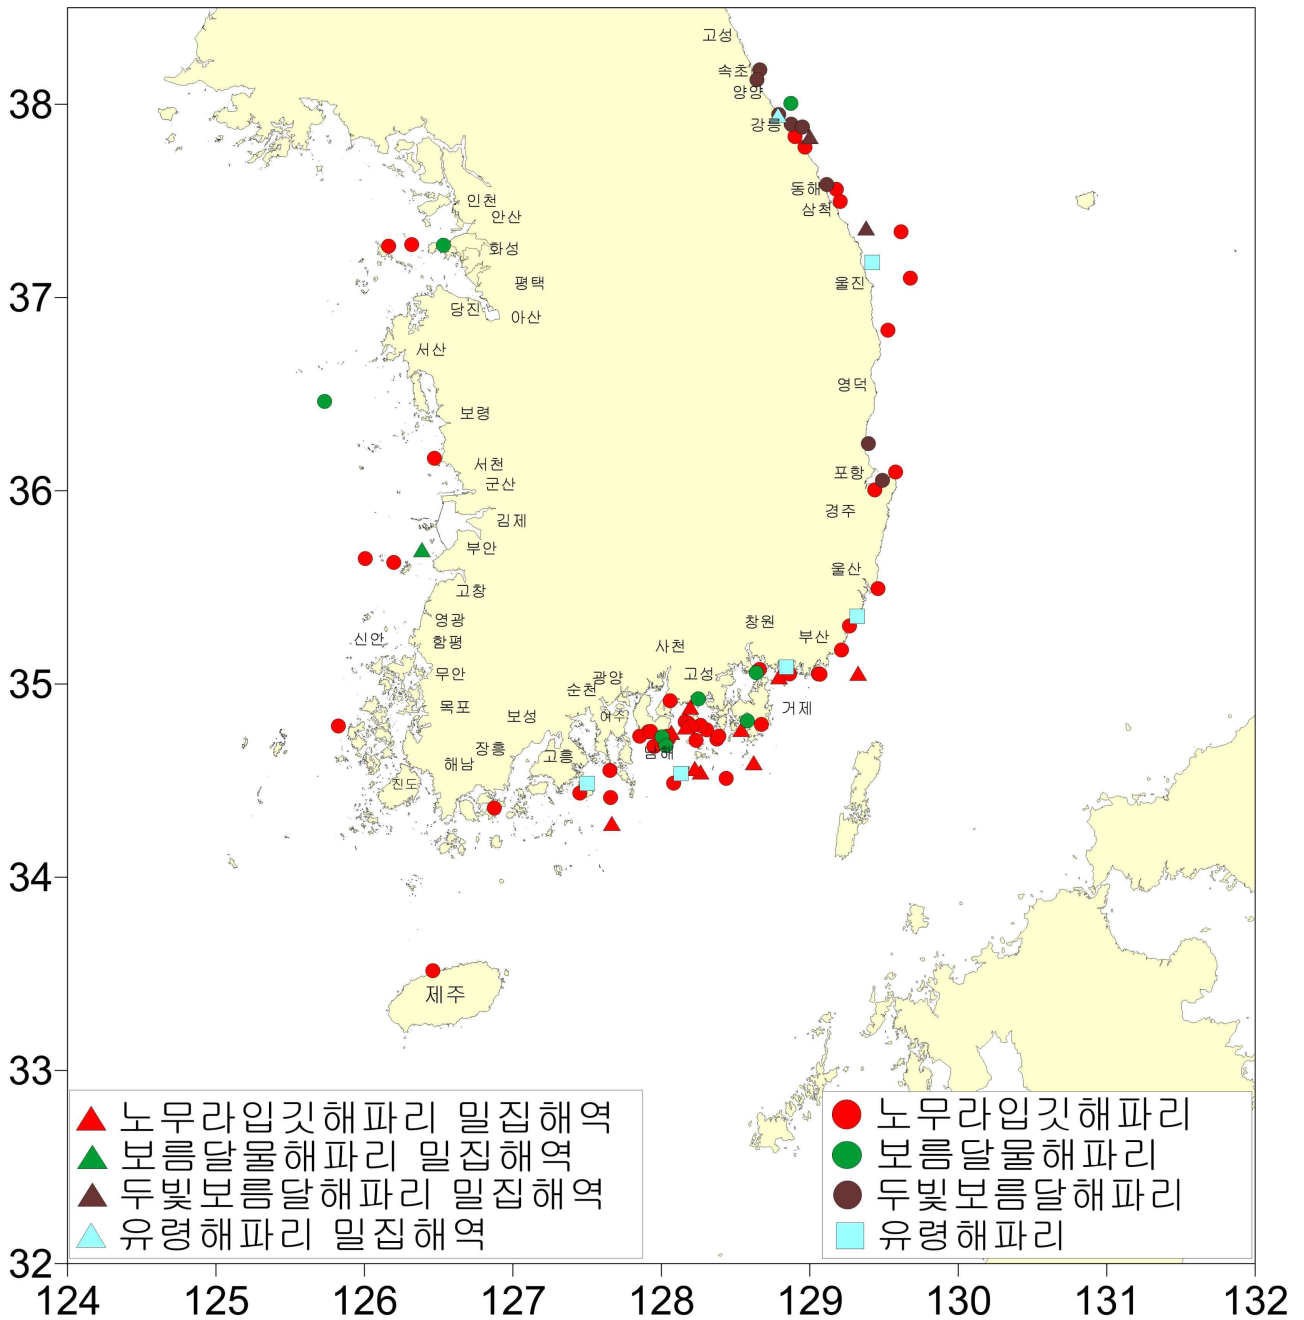 고성
속초
양양
강릉
동해
삼척
울진
영덕
포항
경주
울산
부산
창원
거제
고성
사천
광양
순천
여수
남해
보성
고흥
장흥
해남
진도
목포
무안
신안
함평
영광
고창
부안
김제
군산
서천
보령
서산
당진
아산
평택
화성
안산
인천
제주
38
37
36
35
34
33
32
124 125 126 127 128 129 130 131 132
노무라입깃해파리 밀집해역
보름달물해파리 밀집해역
두빛보름달해파리 밀집해역
유령해파리 밀집해역
노무라입깃해파리
보름달물해파리
두빛보름달해파리
유령해파리